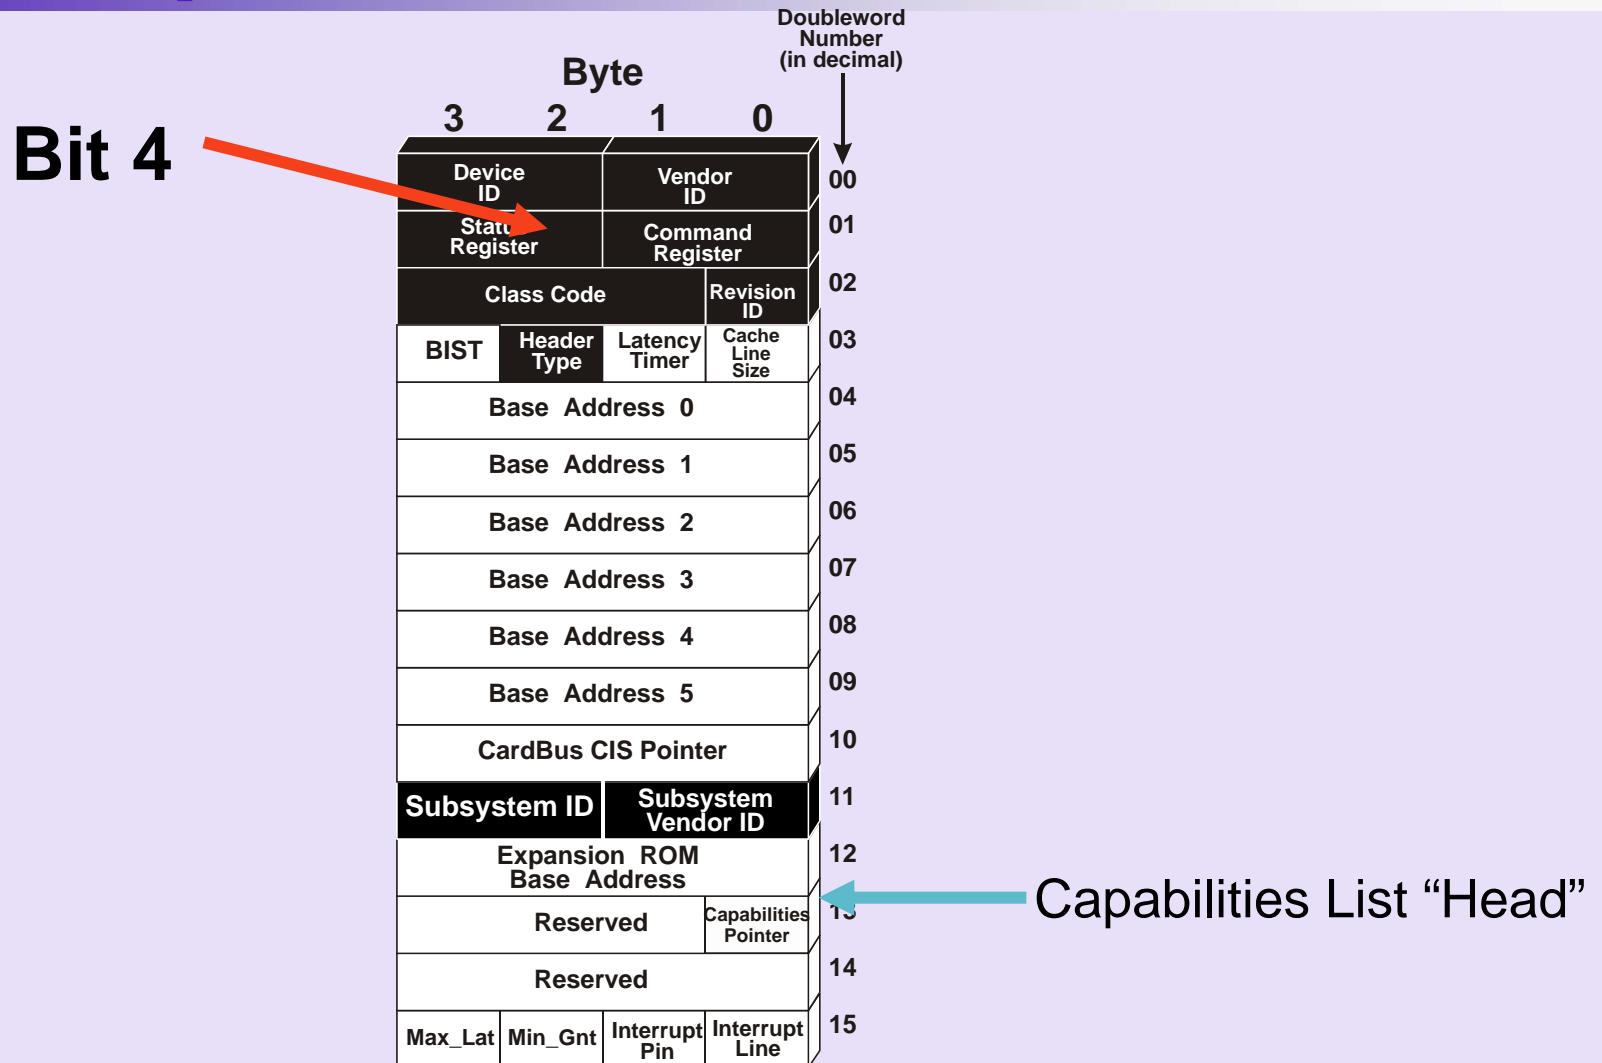 Doubleword
Number
(in decimal)
Byte
3 2 1 0
Bit 4
Device
ID
Vendor
ID
00
Register
Command
Register
01
Class Code
Revision
ID
02
BIST
Header
Type
Latency
Timer
Cache
Line
Size
03
Base Address 0
04
Base Address 1
05
Base Address 2
06
Base Address 3
07
Base Address 4
08
Base Address 5
09
CardBus CIS Pointer
10
Subsystem ID
Subsystem
Vendor ID
11
Expansion ROM
Base Address
12
Capabilities List “Head”
Reserved
Capabilities
Pointer
13
Reserved
14
Max_Lat
Min_Gnt
Interrupt
Pin
Interrupt
Line
15